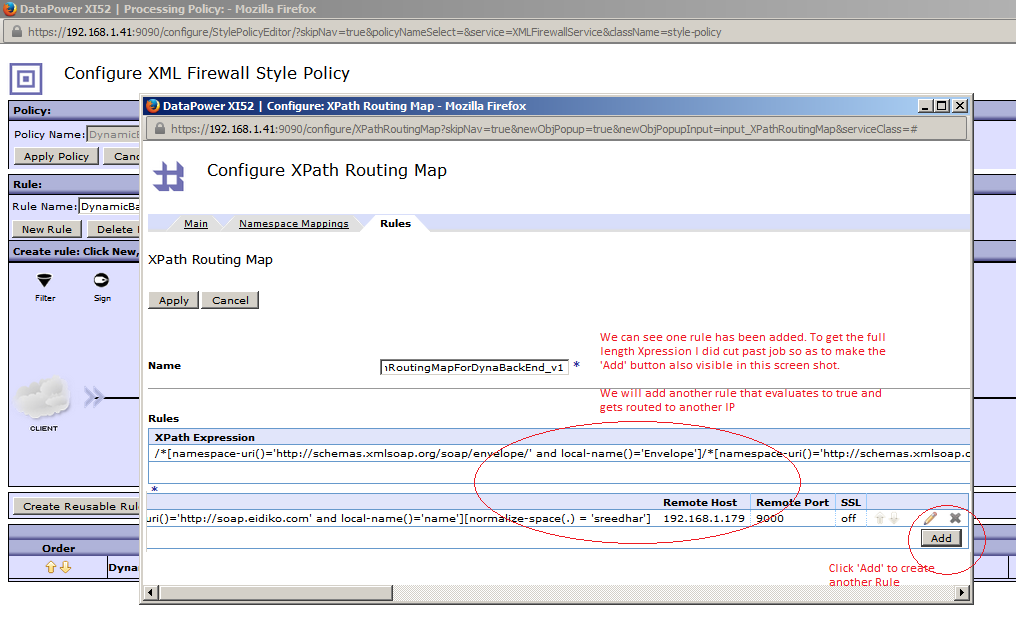 DataPower XI52 | Processing Policy: - Mozilla Firefox
https://192.168.1.41:9090/configure/StylePolicyEditor/?skipNav=true&policyNameSelect=&service=XMLFirewallService&className=style-policy
Configure XML Firewall Style Policy
Policy:
Policy Name: DynamicB
Apply Policy Canc
Rule:
Rule Name: DynamicBa
New Rule Delete
Create rule: Click New,
Filter Sign
CLIENT
Create Reusable Rul
Order
Dyna
DataPower XI52 | Configure: XPath Routing Map - Mozilla Firefox
https://192.168.1.41:9090/configure/XPathRoutingMap?skipNav=true&newObjPopup=true&newObjPopupInput=input_XPathRoutingMap&serviceClass=#
Configure XPath Routing Map
Main Namespace Mappings Rules
XPath Routing Map
Apply Cancel
We can see one rule has been added. To get the full
length Xpression I did cut past job so as to make the
'Add' button also visible in this screen shot.
Name RoutingMapForDynaBackEnd_v1 *
We will add another rule that evaluates to true and
gets routed to another IP
Rules
XPath Expression
/*[namespace-uri()='http://schemas.xmlsoap.org/soap/envelope/' and local-name()='Envelope']/*[namespace-uri()='http://schemas.xmlsoap.o
*
Remote Host Remote Port SSL
uri()='http://soap.eidiko.com' and local-name()='name'][normalize-space(.) = 'sreedhar'] 192.168.1.179 9000 off
Add
Click 'Add' to create
another Rule